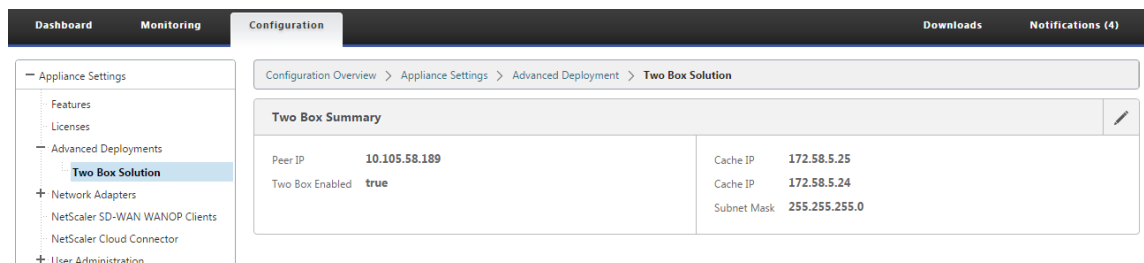 Dashboard Monitoring Configuration Downloads Notifications (4)
Appliance Settings
Features
Licenses
Advanced Deployments
Two Box Solution
Network Adapters
NetScaler SD-WAN WANOP Clients
NetScaler Cloud Connector
User Administration
Configuration Overview > Appliance Settings > Advanced Deployment > Two Box Solution
Two Box Summary
Peer IP 10.105.58.189
Two Box Enabled true
Cache IP 172.58.5.25
Cache IP 172.58.5.24
Subnet Mask 255.255.255.0